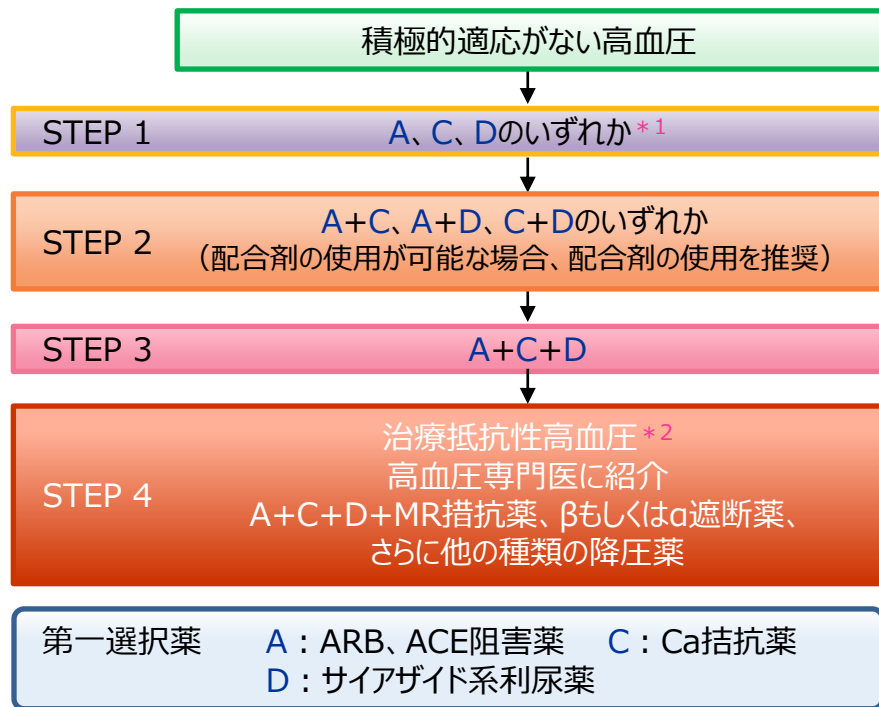 積極的適応がない高血圧
STEP 1 A、C、Dのいずれか*1
STEP 2 A+C、A+D、C+Dのいずれか
（配合剤の使用が可能な場合、配合剤の使用を推奨）
STEP 3 A+C+D
治療抵抗性高血圧*2
高血圧専門医に紹介
STEP 4 A+C+D+MR措抗薬、βもしくはα遮断薬、
さらに他の種類の降圧薬
第一選択薬 A：ARB、ACE阻害薬 C：Ca拮抗薬
D：サイアザイド系利尿薬